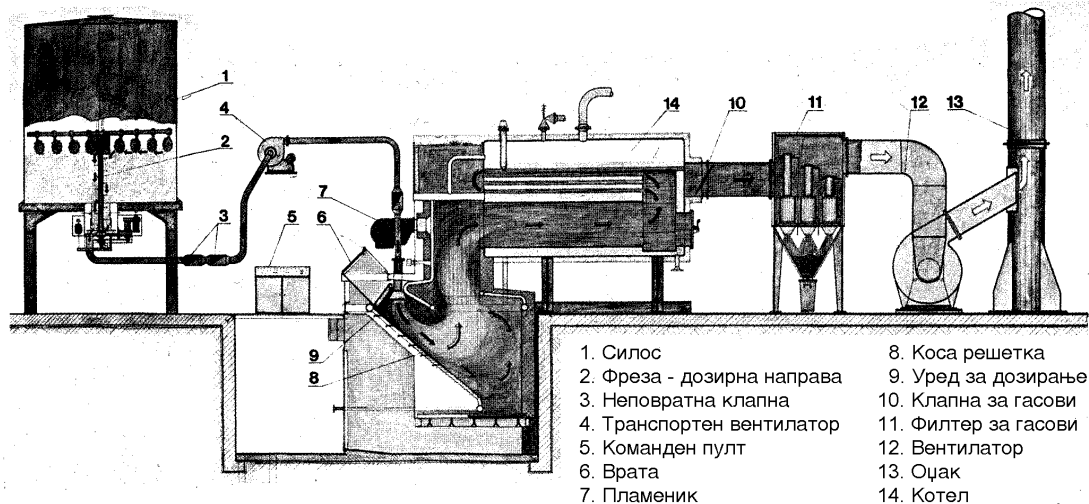 1
4
2
3
5
7
6
14
10
11
12
13
9
8
1. Силос
2. Фреза - дозирна направа
3. Неповратна клапна
4. Транспортен вентилатор
5. Команден пулт
6. Врата
7. Пламеник
8. Коса решетка
9. Уред за дозирање
10. Клапна за гасови
11. Филтер за гасови
12. Вентилатор
13. Оџак
14. Котел